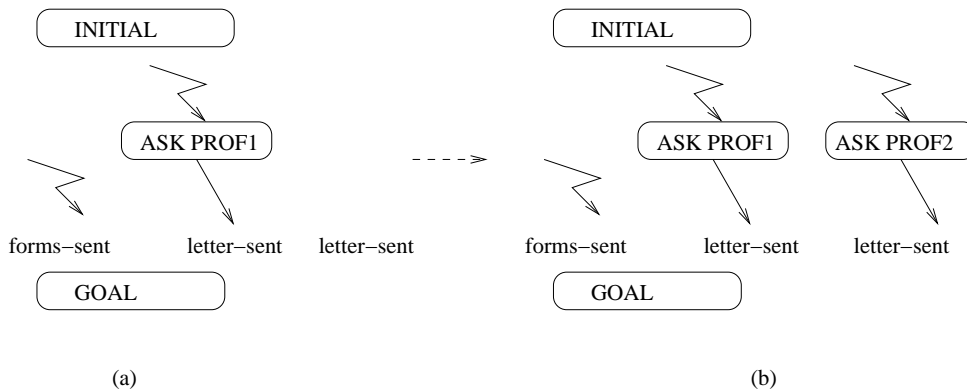 INITIAL INITIAL
ASK PROF1 ASK PROF1 ASK PROF2
forms−sent letter−sent letter−sent forms−sent letter−sent letter−sent
GOAL GOAL
(a) (b)